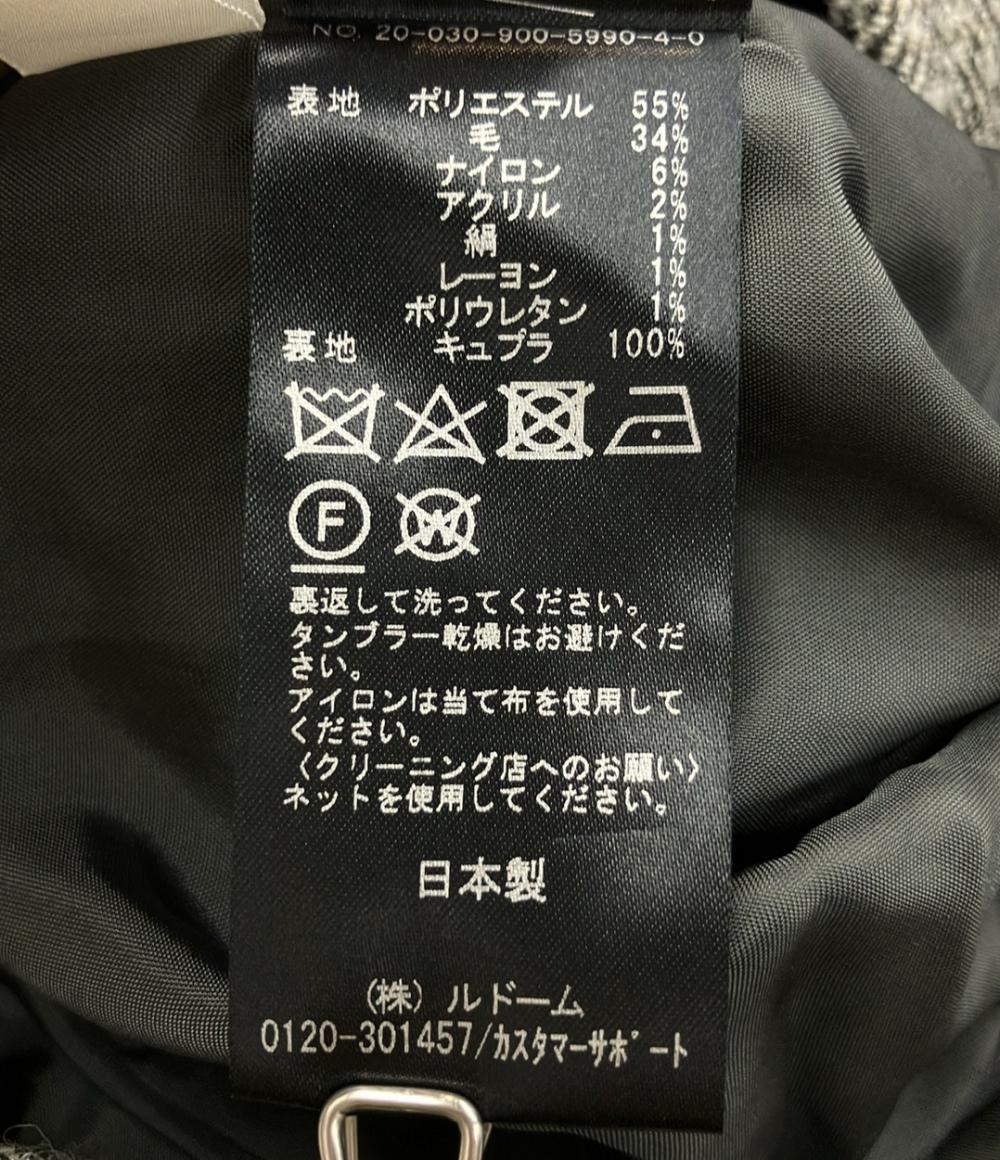 NO. 20-030-900-5990-4-0
表地 ポリエステル 55%
毛 34%
ナイロン 6%
アクリル 2%
絹 1%
レーヨン 1%
ポリウレタン 1%
裏地 キュプラ 100%
F W
裏返して洗ってください。
タンブラー乾燥はお避けくだ
さい。
アイロンは当て布を使用して
ください。
〈クリーニング店へのお願い〉
ネットを使用してください。
日本製
(株) ルドーム
0120-301457/カスタマーサポート